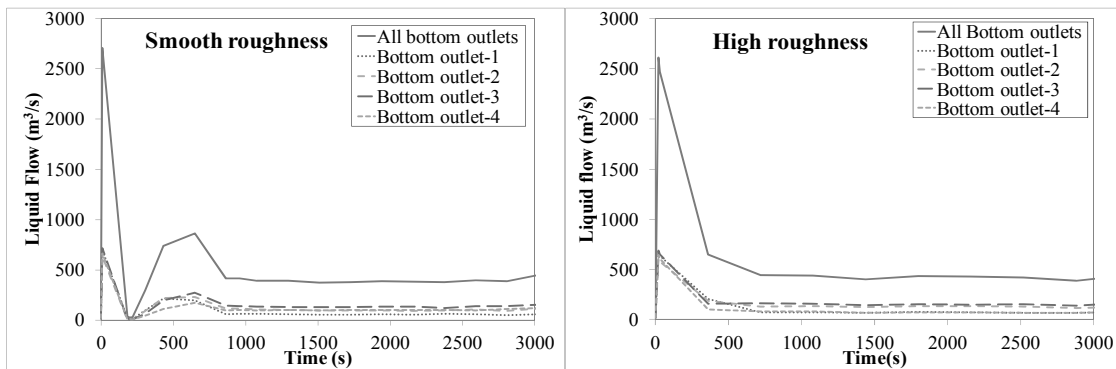 Smooth roughness
All bottom outlets
Bottom outlet-1
Bottom outlet-2
Bottom outlet-3
Bottom outlet-4
Liquid Flow (m³/s)
3000
2500
2000
1500
1000
500
0
0 500 1000 1500 2000 2500 3000
Time (s)
High roughness
All Bottom outlets
Bottom outlet-1
Bottom outlet-2
Bottom outlet-3
Bottom outlet-4
Liquid flow (m³/s)
3000
2500
2000
1500
1000
500
0
0 500 1000 1500 2000 2500 3000
Time(s)